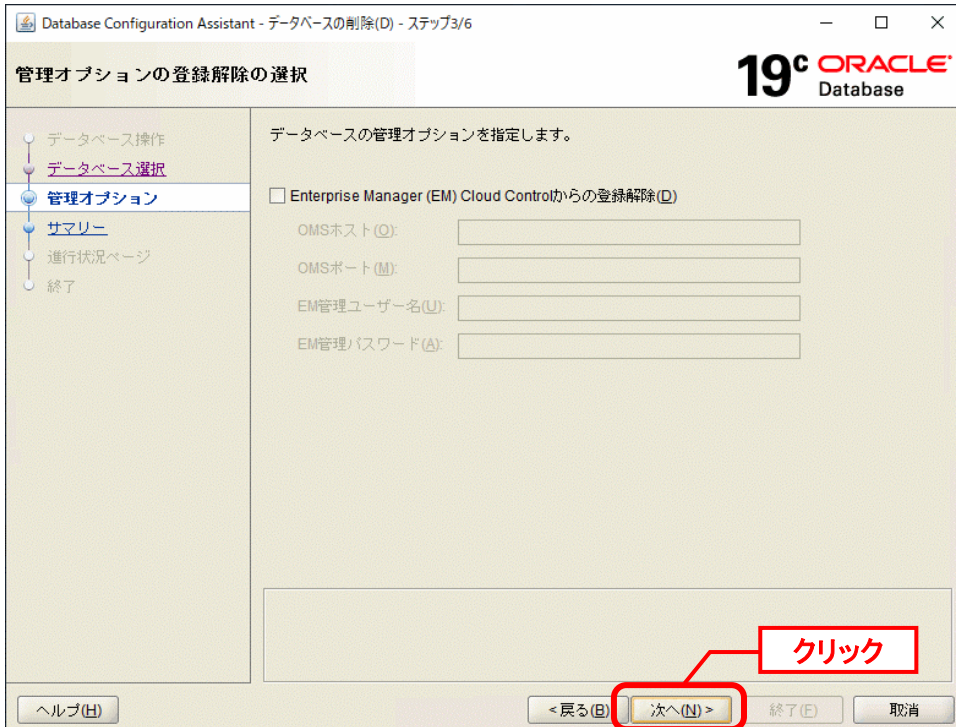 Database Configuration Assistant - データベースの削除(D) - ステップ3/6
管理オプションの登録解除の選択
19c ORACLE
Database
データベース操作
データベース選択
管理オプション
サマリー
進行状況ページ
終了
データベースの管理オプションを指定します。
Enterprise Manager (EM) Cloud Controlからの登録解除(D)
OMSホスト(O):
OMSポート(M):
EM管理ユーザー名(U):
EM管理パスワード(A):
クリック
ヘルプ(H)
<戻る(B)
次へ(N)>
終了(F)
取消